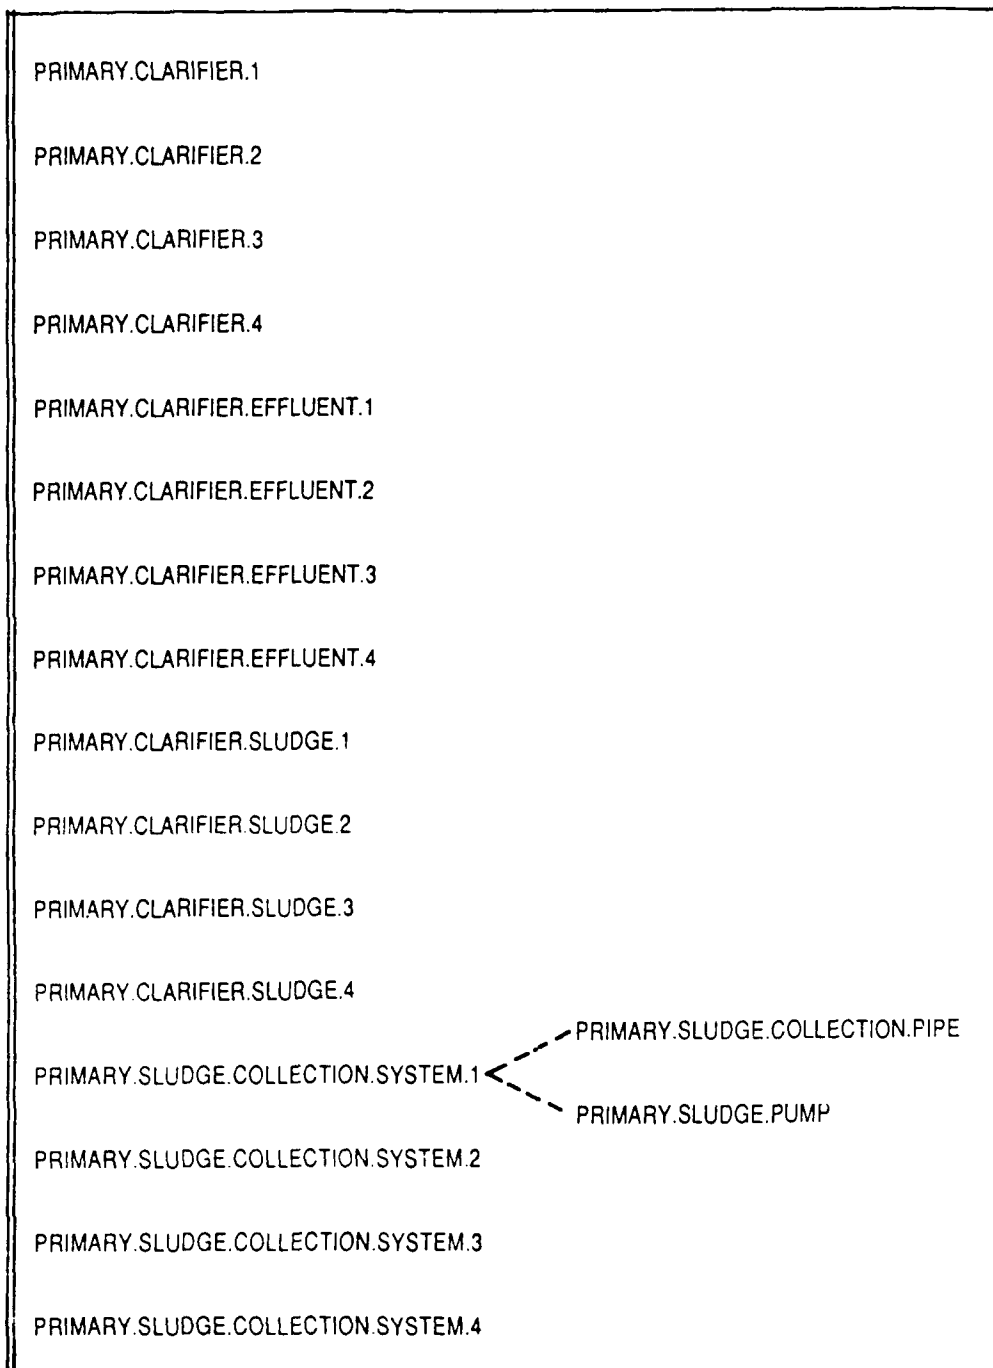 PRIMARY.CLARIFIER.1
PRIMARY.CLARIFIER.2
PRIMARY.CLARIFIER.3
PRIMARY.CLARIFIER.4
PRIMARY.CLARIFIER.EFFLUENT.1
PRIMARY.CLARIFIER.EFFLUENT.2
PRIMARY.CLARIFIER.EFFLUENT.3
PRIMARY.CLARIFIER.EFFLUENT.4
PRIMARY.CLARIFIER.SLUDGE.1
PRIMARY.CLARIFIER.SLUDGE.2
PRIMARY.CLARIFIER.SLUDGE.3
PRIMARY.CLARIFIER.SLUDGE.4
PRIMARY.SLUDGE.COLLECTION.PIPE
PRIMARY.SLUDGE.COLLECTION.SYSTEM.1
PRIMARY.SLUDGE.PUMP
PRIMARY.SLUDGE.COLLECTION.SYSTEM.2
PRIMARY.SLUDGE.COLLECTION.SYSTEM.3
PRIMARY.SLUDGE.COLLECTION.SYSTEM.4